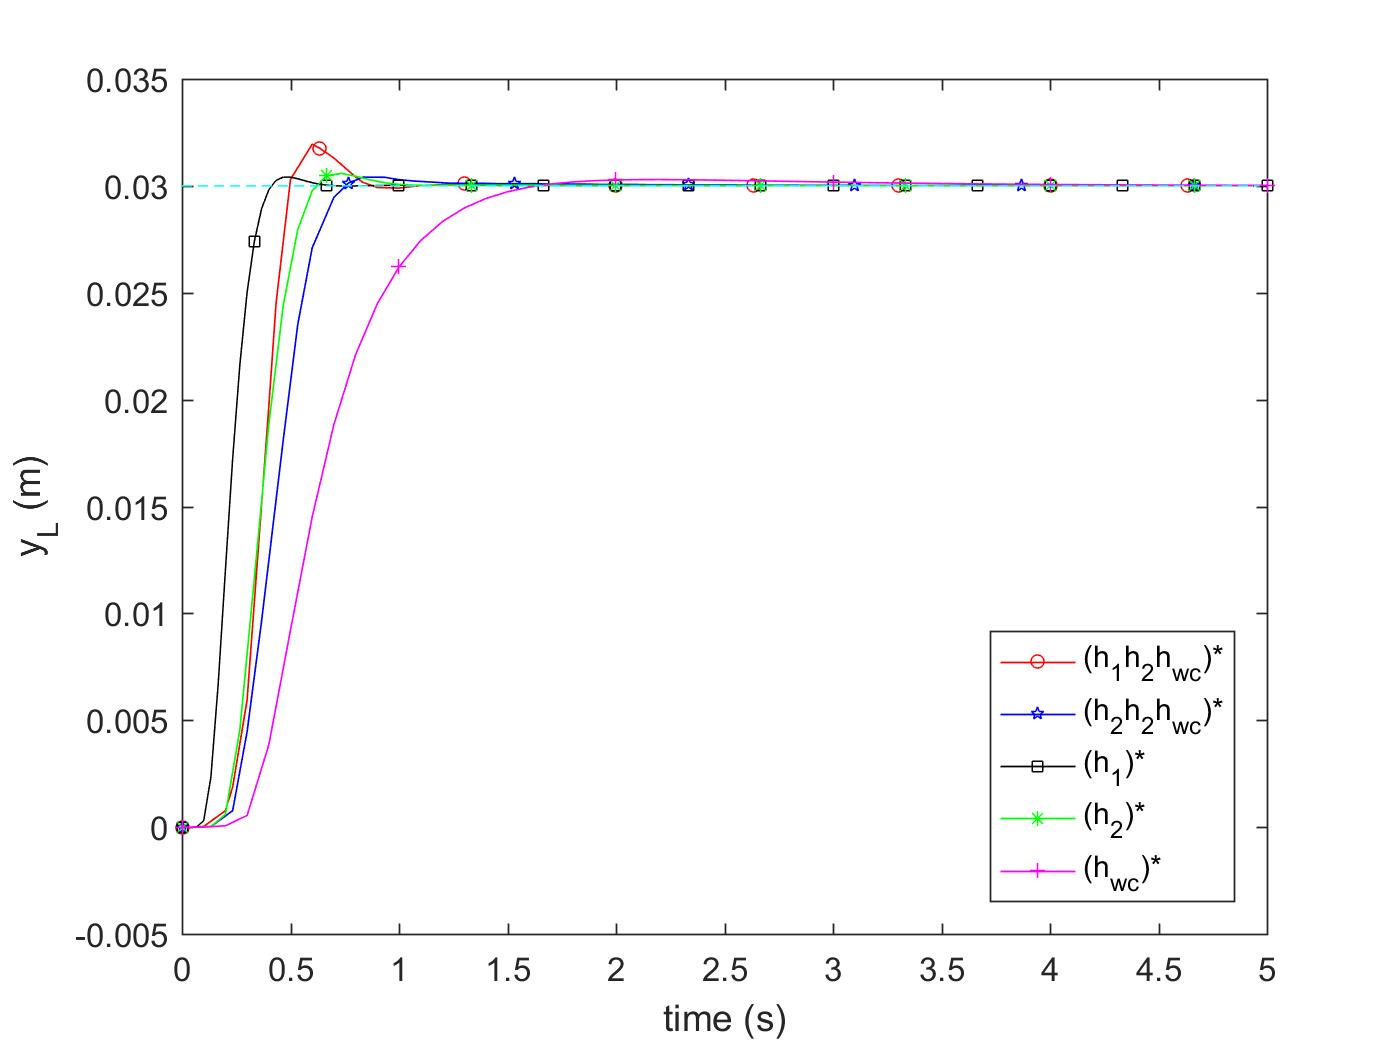 0.035
0.03
0.025
0.02
0.015
0.01
0.005
0
-0.005
y_L (m)
0 0.5 1 1.5 2 2.5 3 3.5 4 4.5 5
time (s)
(h_1h_2h_wc)*
(h_2h_2h_wc)*
(h_1)*
(h_2)*
(h_wc)*